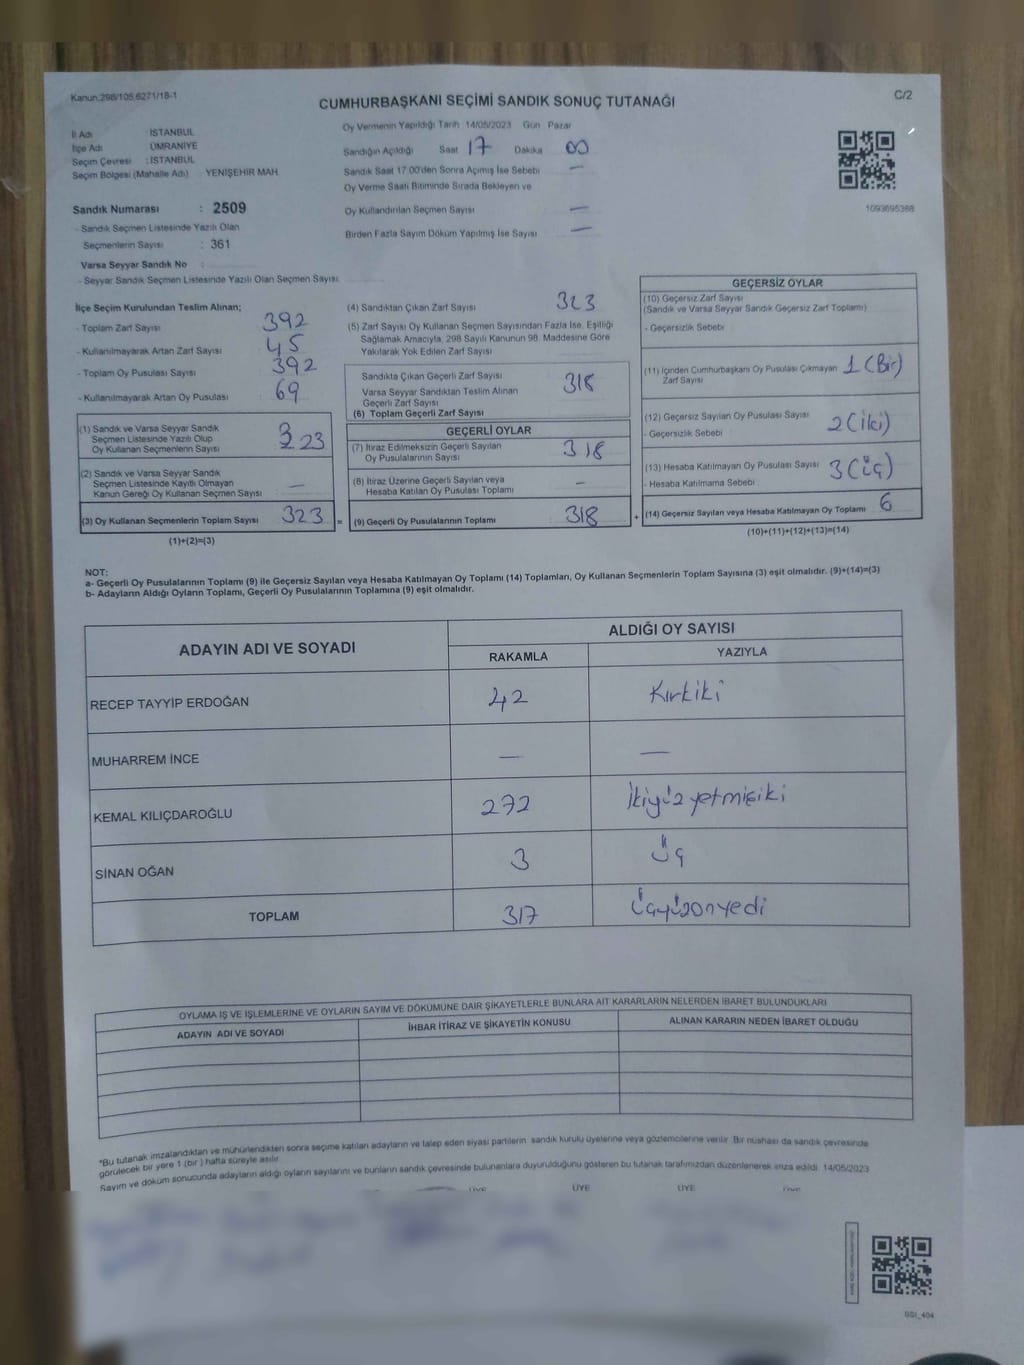 Kanun:298/105,6271/18-1
C/2
CUMHURBAŞKANI SEÇİMİ SANDIK SONUÇ TUTANAĞI
İl Adı : İSTANBUL
İlçe Adı : ÜMRANİYE
Seçim Çevresi : İSTANBUL
Seçim Bölgesi (Mahalle Adı) YENİŞEHİR MAH
Sandık Numarası : 2509
- Sandık Seçmen Listesinde Yazılı Olan
Seçmenlerin Sayısı : 361
Varsa Seyyar Sandık No :
- Seyyar Sandık Seçmen Listesinde Yazılı Olan Seçmen Sayısı:
Oy Vermenin Yapıldığı Tarih 14/05/2023 Gün Pazar
Sandığın Açıldığı Saat 17 Dakika 00
Sandık Saat 17.00'den Sonra Açılmış İse Sebebi —
Oy Verme Saati Bitiminde Sırada Bekleyen ve
Oy Kullandırılan Seçmen Sayısı —
Birden Fazla Sayım Döküm Yapılmış İse Sayısı —
1093695388
İlçe Seçim Kurulundan Teslim Alınan;
- Toplam Zarf Sayısı 392
- Kullanılmayarak Artan Zarf Sayısı 45
- Toplam Oy Pusulası Sayısı 392
- Kullanılmayarak Artan Oy Pusulası 69
(1) Sandık ve Varsa Seyyar Sandık
Seçmen Listesinde Yazılı Olup
Oy Kullanan Seçmenlerin Sayısı 323
(2) Sandık ve Varsa Seyyar Sandık
Seçmen Listesinde Kayıtlı Olmayan
Kanun Gereği Oy Kullanan Seçmen Sayısı —
(3) Oy Kullanan Seçmenlerin Toplam Sayısı 323 =
(1)+(2)=(3)
(4) Sandıktan Çıkan Zarf Sayısı 323
(5) Zarf Sayısı Oy Kullanan Seçmen Sayısından Fazla İse, Eşitliği
Sağlamak Amacıyla, 298 Sayılı Kanunun 98. Maddesine Göre
Yakılarak Yok Edilen Zarf Sayısı
Sandıkta Çıkan Geçerli Zarf Sayısı 318
Varsa Seyyar Sandıktan Teslim Alınan
Geçerli Zarf Sayısı
(6) Toplam Geçerli Zarf Sayısı
GEÇERLİ OYLAR
(7) İtiraz Edilmeksizin Geçerli Sayılan
Oy Pusulalarının Sayısı 318
(8) İtiraz Üzerine Geçerli Sayılan veya
Hesaba Katılan Oy Pusulası Toplamı —
(9) Geçerli Oy Pusulalarının Toplamı 318 +
GEÇERSİZ OYLAR
(10) Geçersiz Zarf Sayısı
(Sandık ve Varsa Seyyar Sandık Geçersiz Zarf Toplamı)
- Geçersizlik Sebebi
(11) İçinden Cumhurbaşkanı Oy Pusulası Çıkmayan 1 (Bir)
Zarf Sayısı
(12) Geçersiz Sayılan Oy Pusulası Sayısı 2 (iki)
- Geçersizlik Sebebi
(13) Hesaba Katılmayan Oy Pusulası Sayısı 3 (üç)
- Hesaba Katılmama Sebebi
(14) Geçersiz Sayılan veya Hesaba Katılmayan Oy Toplamı 6
(10)+(11)+(12)+(13)=(14)
NOT:
a- Geçerli Oy Pusulalarının Toplamı (9) ile Geçersiz Sayılan veya Hesaba Katılmayan Oy Toplamı (14) Toplamları, Oy Kullanan Seçmenlerin Toplam Sayısına (3) eşit olmalıdır. (9)+(14)=(3)
b- Adayların Aldığı Oyların Toplamı, Geçerli Oy Pusulalarının Toplamına (9) eşit olmalıdır.
ADAYIN ADI VE SOYADI ALDIĞI OY SAYISI
RAKAMLA YAZIYLA
RECEP TAYYİP ERDOĞAN 42 Kırkiki
MUHARREM İNCE — —
KEMAL KILIÇDAROĞLU 272 İkiyüz yetmişiki
SİNAN OĞAN 3 Üç
TOPLAM 317 Üçyüzonyedi
OYLAMA İŞ VE İŞLEMLERİNE VE OYLARIN SAYIM VE DÖKÜMÜNE DAİR ŞİKAYETLERLE BUNLARA AİT KARARLARIN NELERDEN İBARET BULUNDUKLARI
ADAYIN ADI VE SOYADI İHBAR İTİRAZ VE ŞİKAYETİN KONUSU ALINAN KARARIN NEDEN İBARET OLDUĞU
*Bu tutanak imzalandıktan ve mühürlendikten sonra seçime katılan adayların ve talep eden siyasi partilerin sandık kurulu üyelerine veya gözlemcilerine verilir. Bir nüshası da sandık çevresinde
görülecek bir yere 1 (bir) hafta süreyle asılır.
Sayım ve döküm sonucunda adayların aldığı oyların sayılarını ve bunların sandık çevresinde bulunanlara duyurulduğunu gösteren bu tutanak tarafımızdan düzenlenerek imza edildi. 14/05/2023
ÜYE ÜYE ÜYE ÜYE
GSI_404